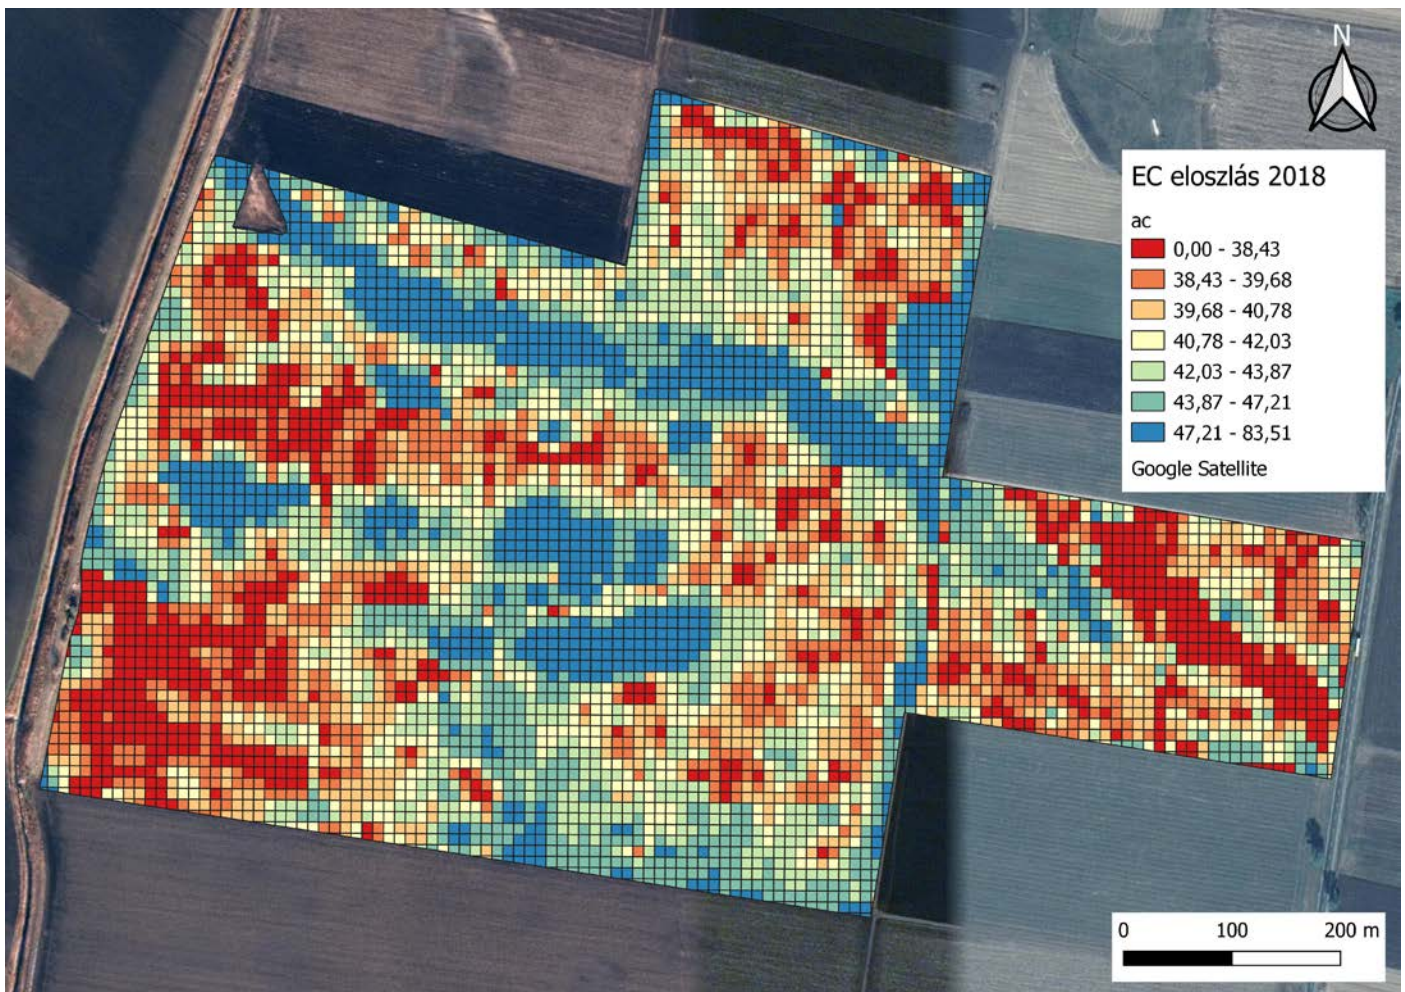 N
EC eloszlás 2018
ac
0,00 - 38,43
38,43 - 39,68
39,68 - 40,78
40,78 - 42,03
42,03 - 43,87
43,87 - 47,21
47,21 - 83,51
Google Satellite
0 100 200 m